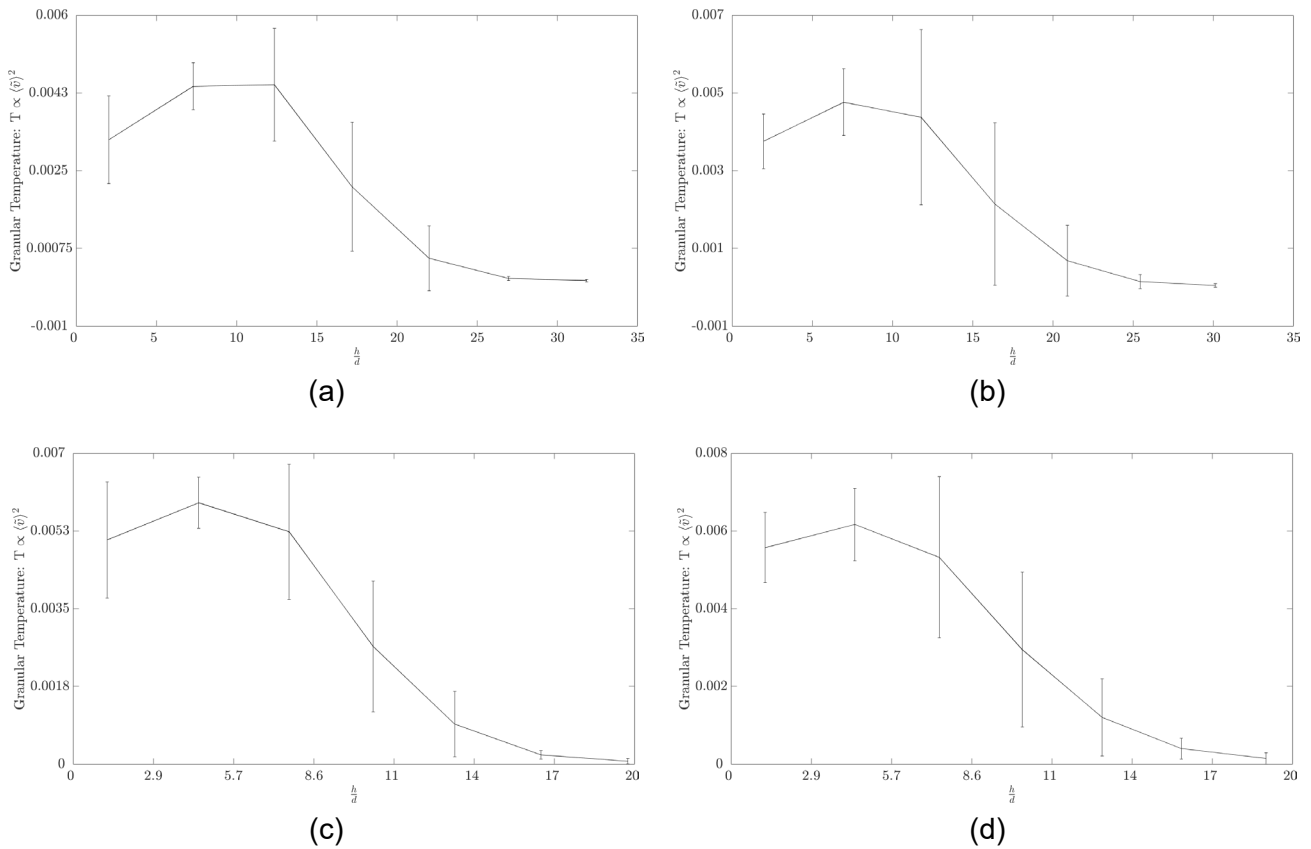 0.006
0.0043
0.0025
0.00075
-0.001
Granular Temperature: T ∝ ⟨ṽ⟩²
0 5 10 15 20 25 30 35
h/d
(a)
0.007
0.005
0.003
0.001
-0.001
Granular Temperature: T ∝ ⟨ṽ⟩²
0 5 10 15 20 25 30 35
h/d
(b)
0.007
0.0053
0.0035
0.0018
0
Granular Temperature: T ∝ ⟨ṽ⟩²
0 2.9 5.7 8.6 11 14 17 20
h/d
(c)
0.008
0.006
0.004
0.002
0
Granular Temperature: T ∝ ⟨ṽ⟩²
0 2.9 5.7 8.6 11 14 17 20
h/d
(d)